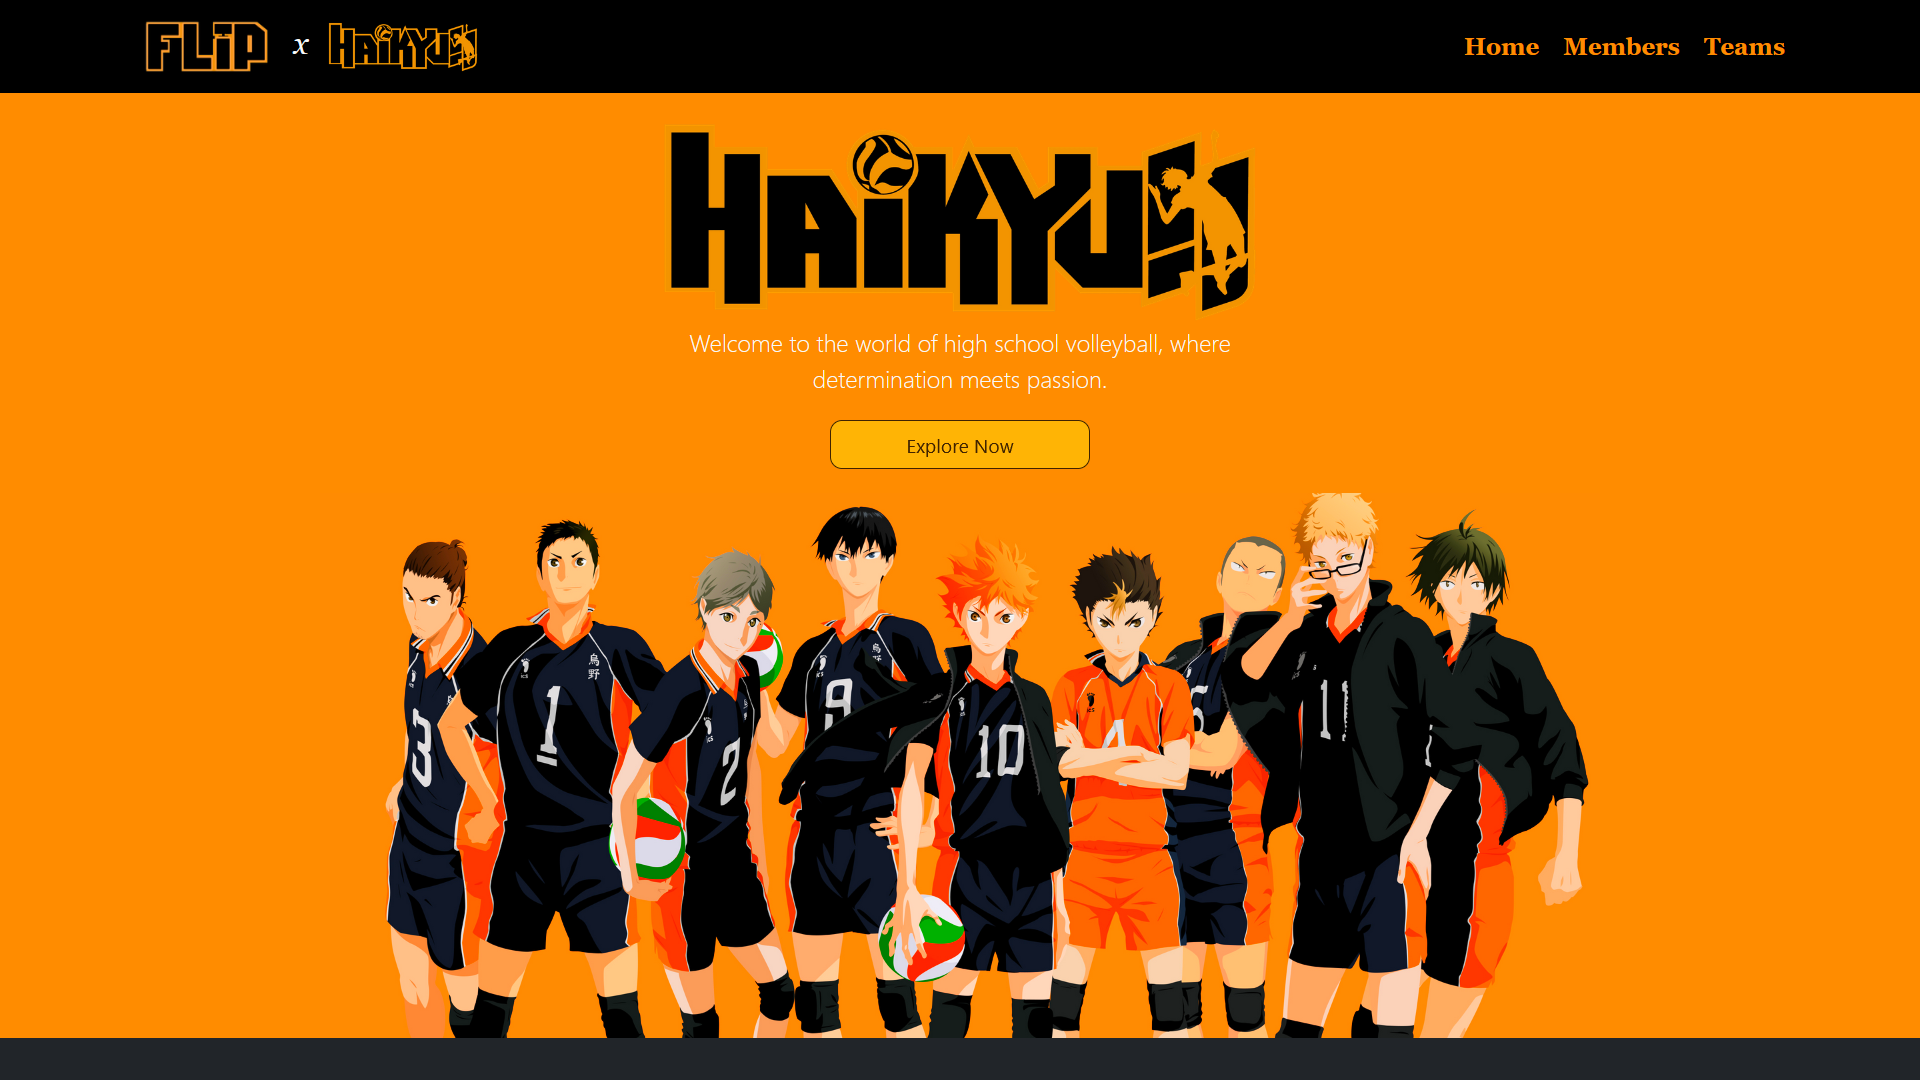 FLiP x HAiKYU!!
Home Members Teams
HAiKYU!!
Welcome to the world of high school volleyball, where
determination meets passion.
Explore Now
烏野
3
1
2
9
10
4
5
11